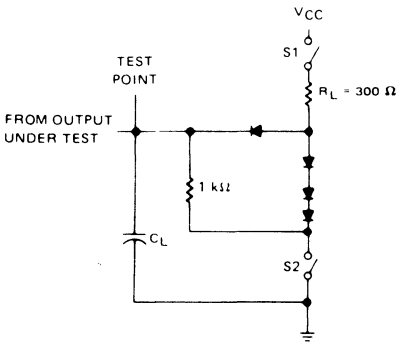 VCC
S1
TEST
POINT
RL = 300 Ω
FROM OUTPUT
UNDER TEST
1 kΩ
CL
S2